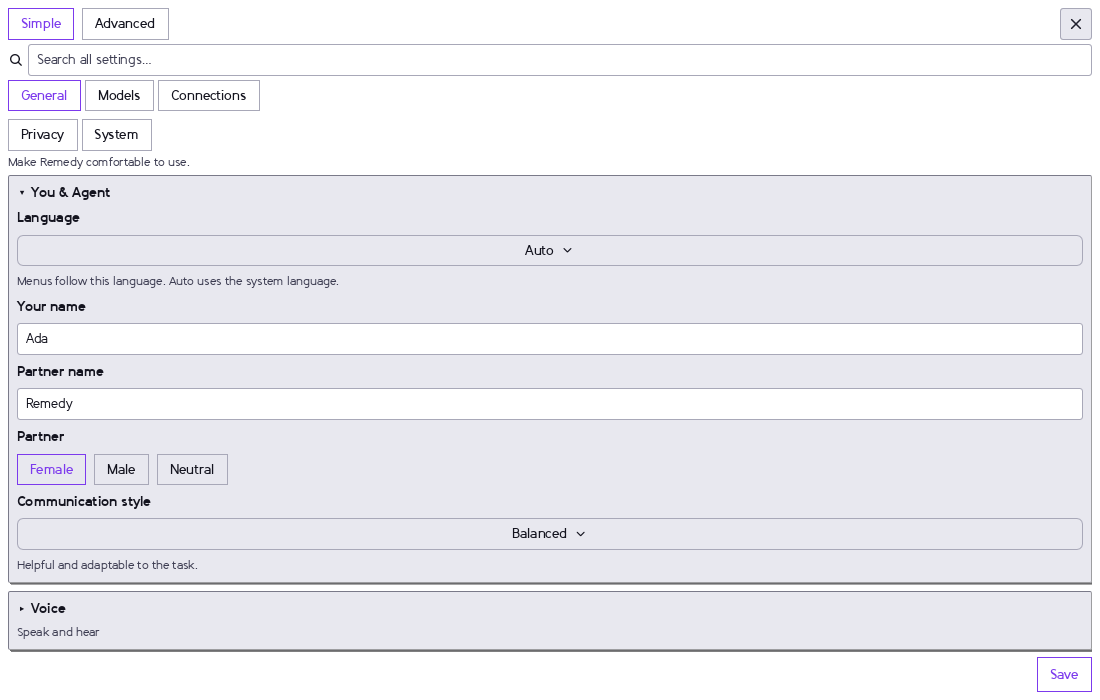 Simple Advanced
Search all settings...
General Models Connections
Privacy System
Make Remedy comfortable to use.
You & Agent
Language
Auto
Menus follow this language. Auto uses the system language.
Your name
Ada
Partner name
Remedy
Partner
Female Male Neutral
Communication style
Balanced
Helpful and adaptable to the task.
Voice
Speak and hear
Save